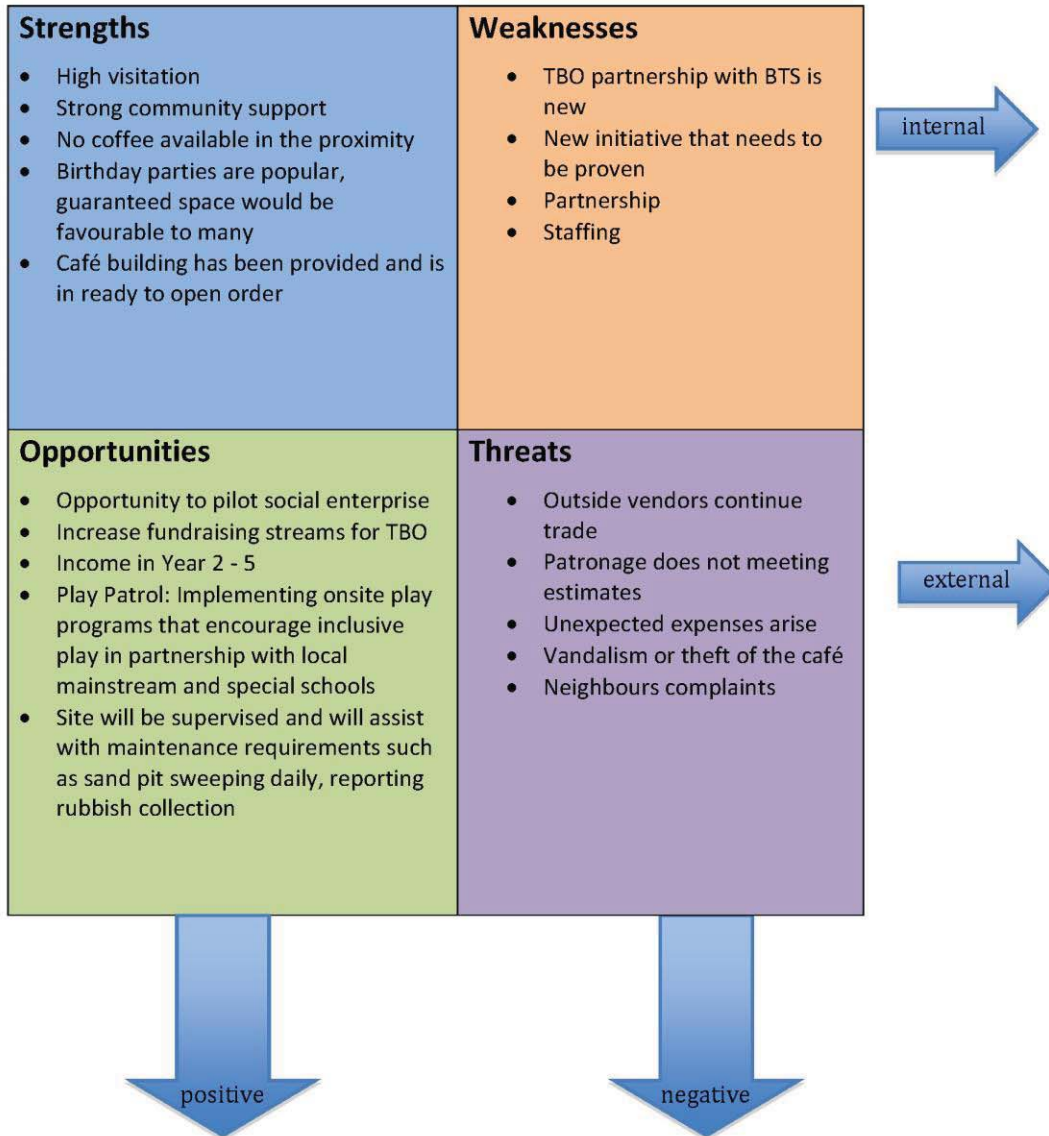 Strengths
• High visitation
• Strong community support
• No coffee available in the proximity
• Birthday parties are popular,
guaranteed space would be
favourable to many
• Café building has been provided and is
in ready to open order
Weaknesses
• TBO partnership with BTS is
new
• New initiative that needs to
be proven
• Partnership
• Staffing
internal
Opportunities
• Opportunity to pilot social enterprise
• Increase fundraising streams for TBO
• Income in Year 2 - 5
• Play Patrol: Implementing onsite play
programs that encourage inclusive
play in partnership with local
mainstream and special schools
• Site will be supervised and will assist
with maintenance requirements such
as sand pit sweeping daily, reporting
rubbish collection
Threats
• Outside vendors continue
trade
• Patronage does not meeting
estimates
• Unexpected expenses arise
• Vandalism or theft of the café
• Neighbours complaints
external
positive
negative